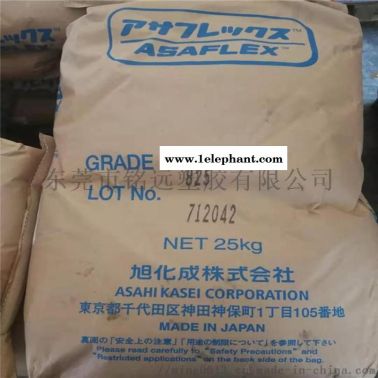 アサフレックス™
ASAFLEX™
www.1elephant.com
GRADE 825
东莞市铭远塑胶有限公司
LOT No. 712042
NET 25kg
旭化成株式会社
ASAHI KASEI CORPORATION
東京都千代田区神田神保町1丁目105番地
MADE IN JAPAN
裏面の「安全上の注意」「用途の制限について」を参照して下さい
Please read carefully to "Safety Precautions" and
"Restricted applications" on the back side of the bag.